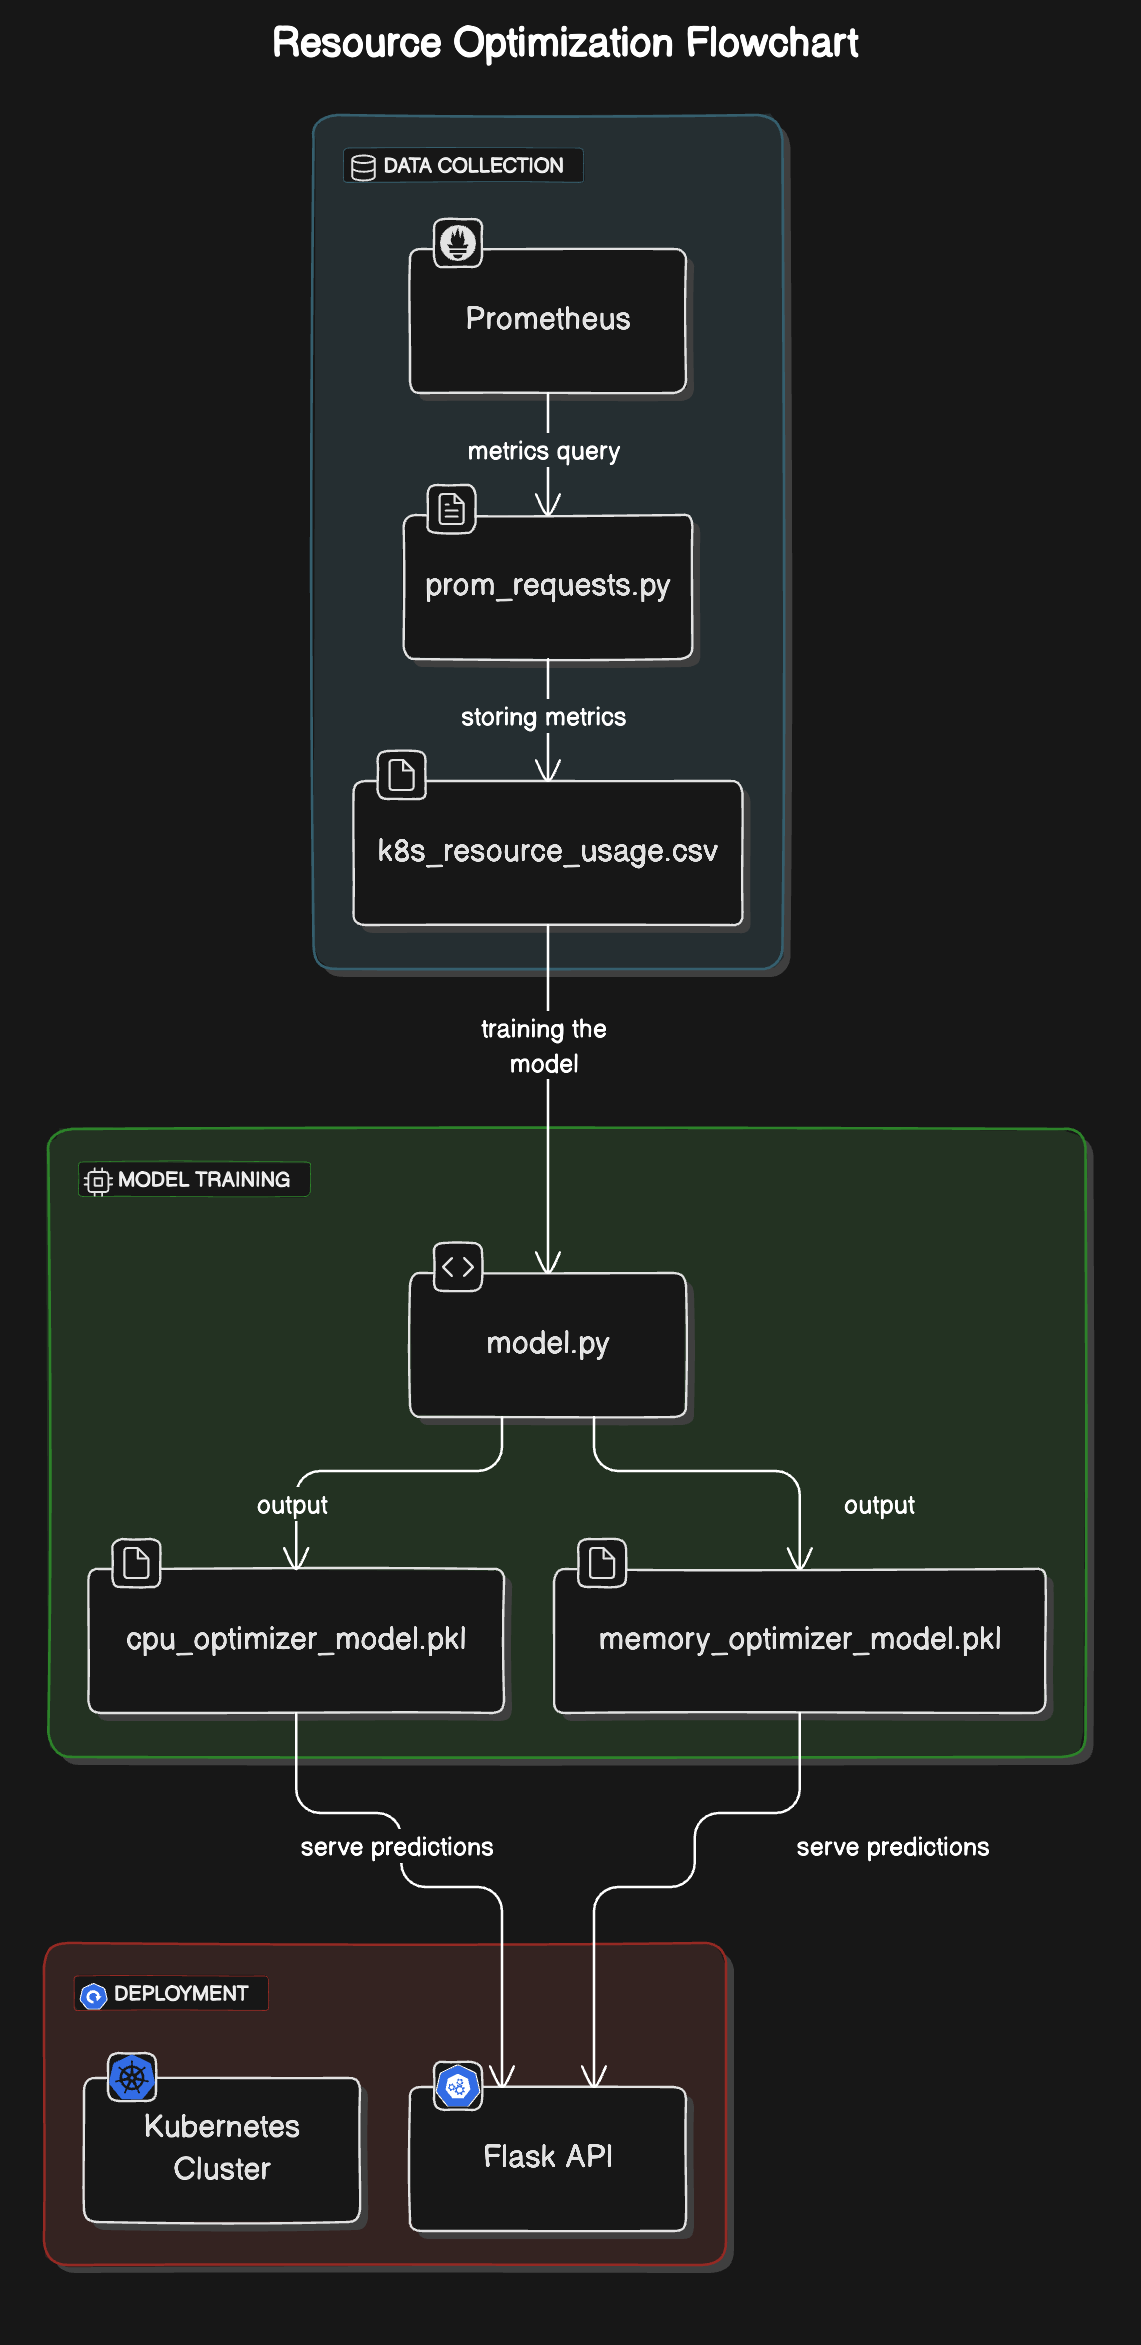 Resource Optimization Flowchart
DATA COLLECTION
Prometheus
metrics query
prom_requests.py
storing metrics
k8s_resource_usage.csv
training the
model
MODEL TRAINING
model.py
output
output
cpu_optimizer_model.pkl
memory_optimizer_model.pkl
serve predictions
serve predictions
DEPLOYMENT
Kubernetes
Cluster
Flask API